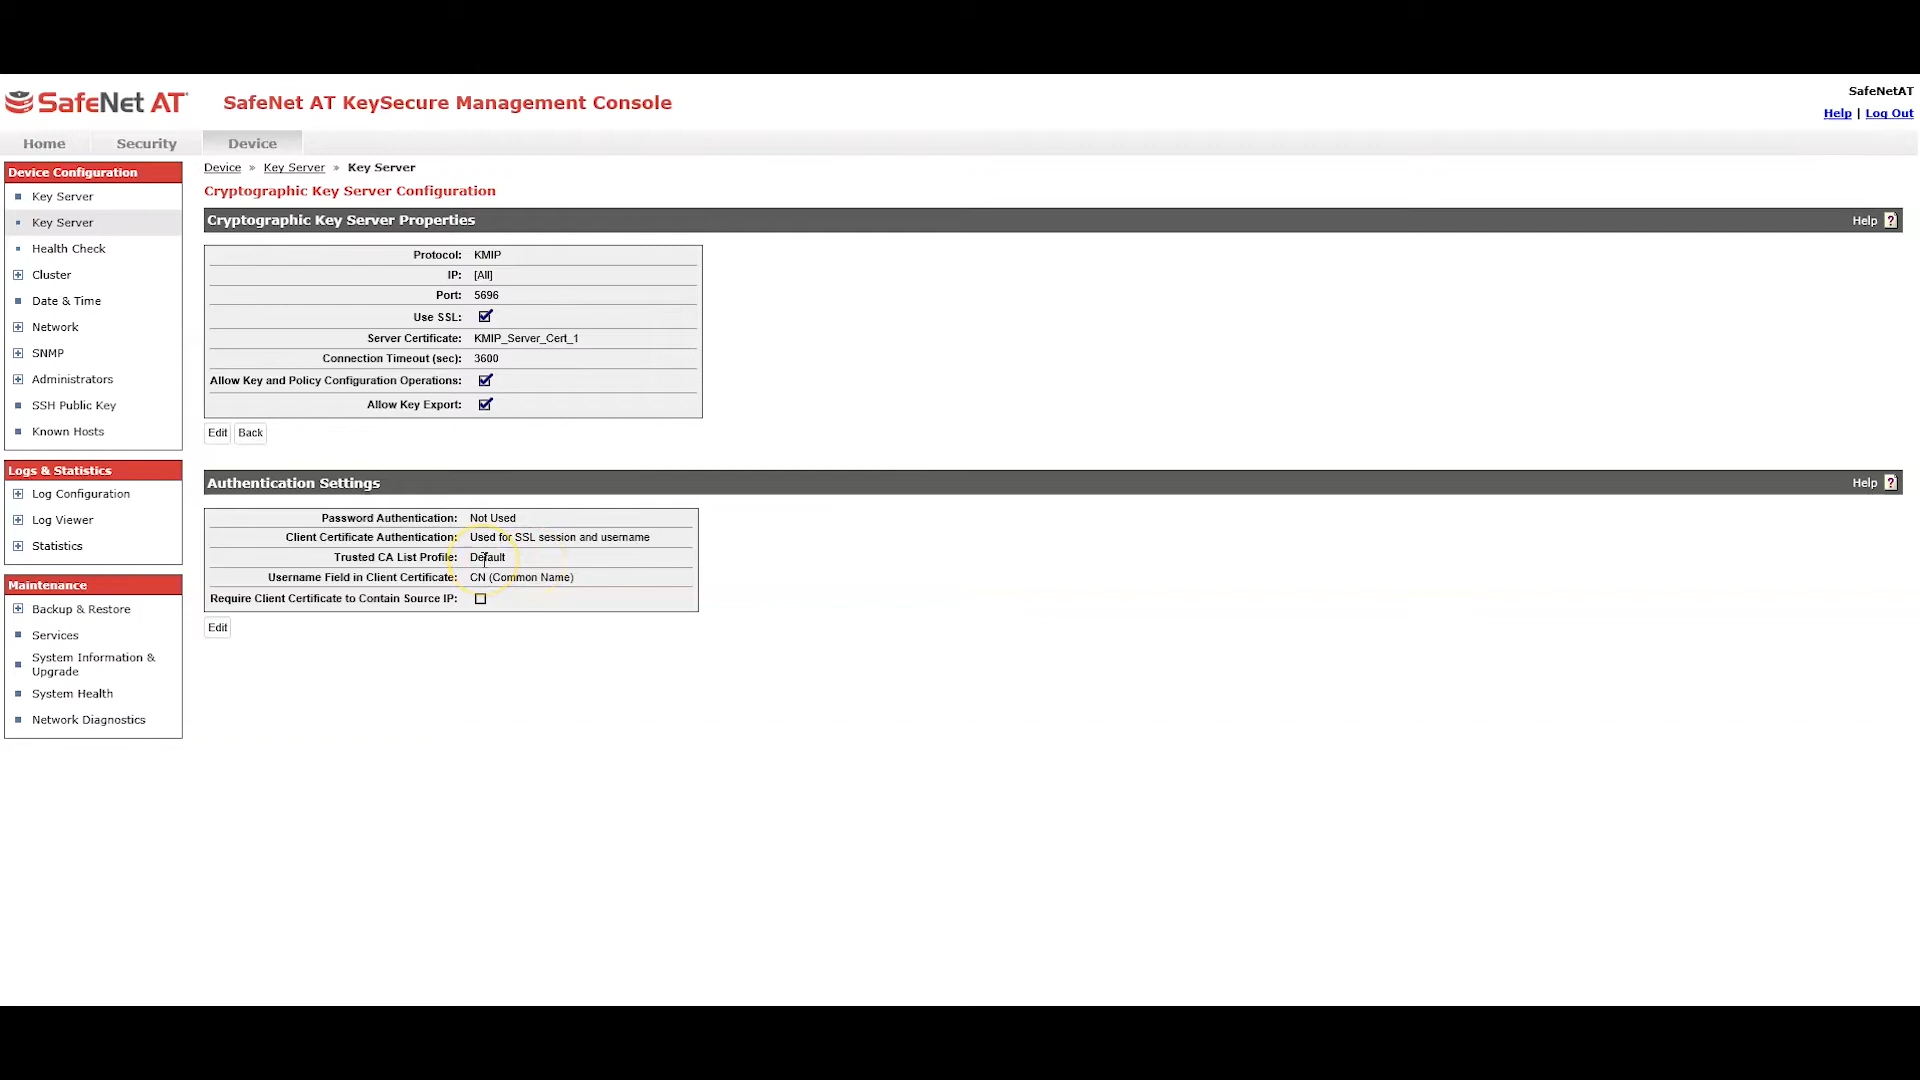 SafeNet AT
SafeNet AT KeySecure Management Console
SafeNetAT
Help | Log Out
Home Security Device
Device Configuration
Key Server
Key Server
Health Check
Cluster
Date & Time
Network
SNMP
Administrators
SSH Public Key
Known Hosts
Logs & Statistics
Log Configuration
Log Viewer
Statistics
Maintenance
Backup & Restore
Services
System Information &
Upgrade
System Health
Network Diagnostics
Device » Key Server » Key Server
Cryptographic Key Server Configuration
Cryptographic Key Server Properties Help ?
Protocol: KMIP
IP: [All]
Port: 5696
Use SSL:
Server Certificate: KMIP_Server_Cert_1
Connection Timeout (sec): 3600
Allow Key and Policy Configuration Operations:
Allow Key Export:
Edit Back
Authentication Settings Help ?
Password Authentication: Not Used
Client Certificate Authentication: Used for SSL session and username
Trusted CA List Profile: Default
Username Field in Client Certificate: CN (Common Name)
Require Client Certificate to Contain Source IP:
Edit